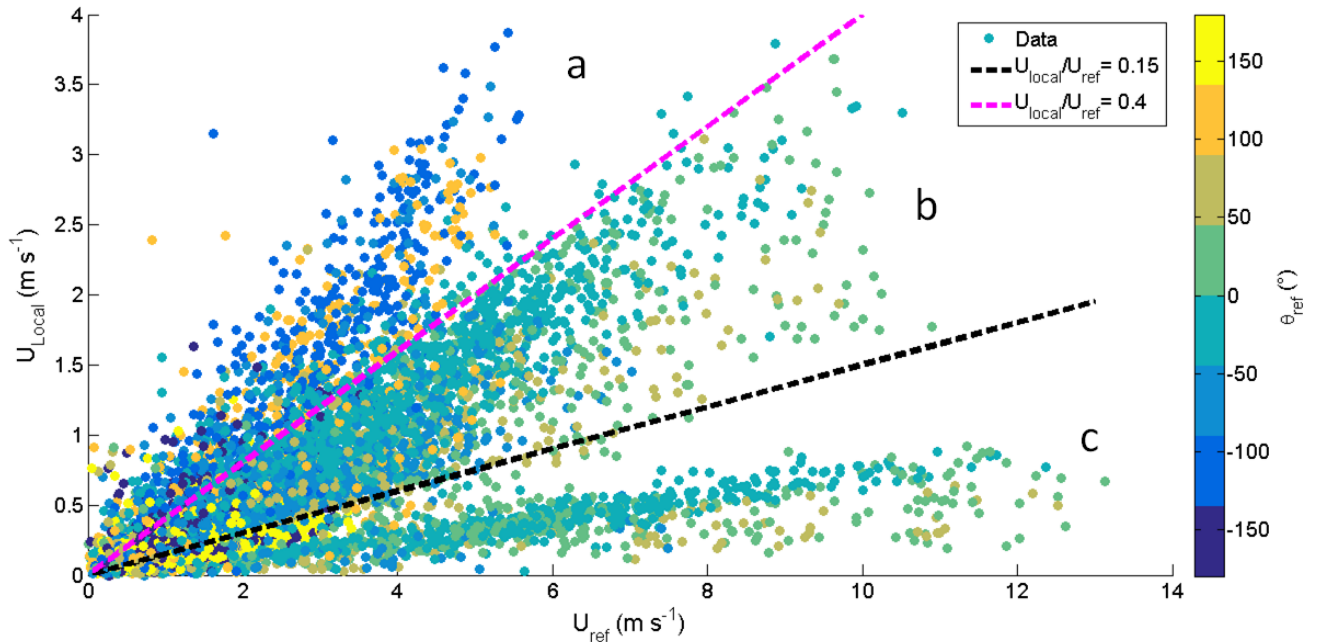 4
3.5
3
2.5
2
1.5
1
0.5
0
U_Local (m s⁻¹)
0 2 4 6 8 10 12 14
U_ref (m s⁻¹)
a
b
c
Data
U_local/U_ref= 0.15
U_local/U_ref = 0.4
150
100
50
0
-50
-100
-150
θ_ref (°)